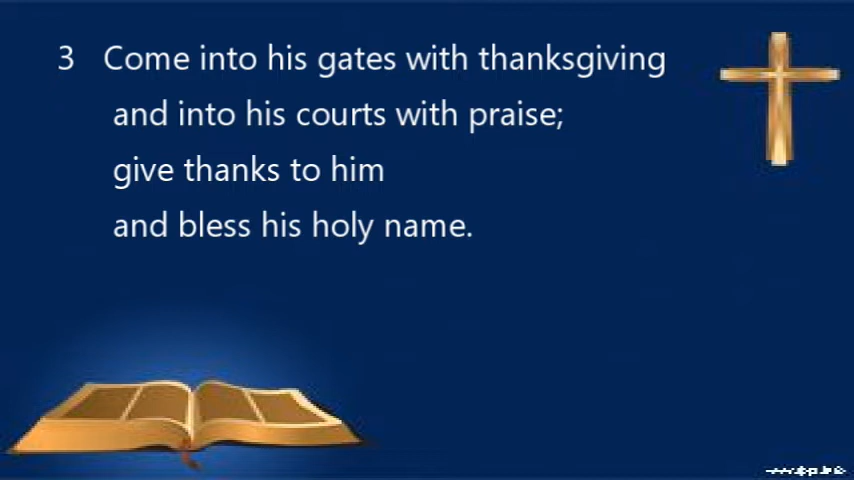 3 Come into his gates with thanksgiving
and into his courts with praise;
give thanks to him
and bless his holy name.